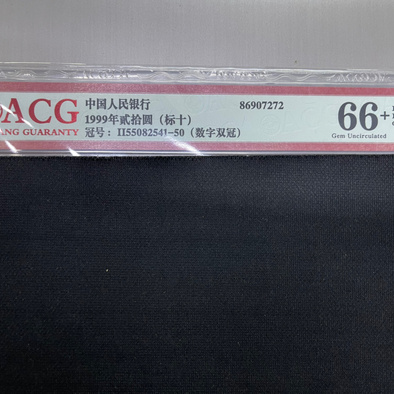 ACG
ANG GUARANTY
中国人民银行
86907272
1999年贰拾圆（标十）
冠号：II55082541-50（数字双冠）
66+
Gem Uncirculated